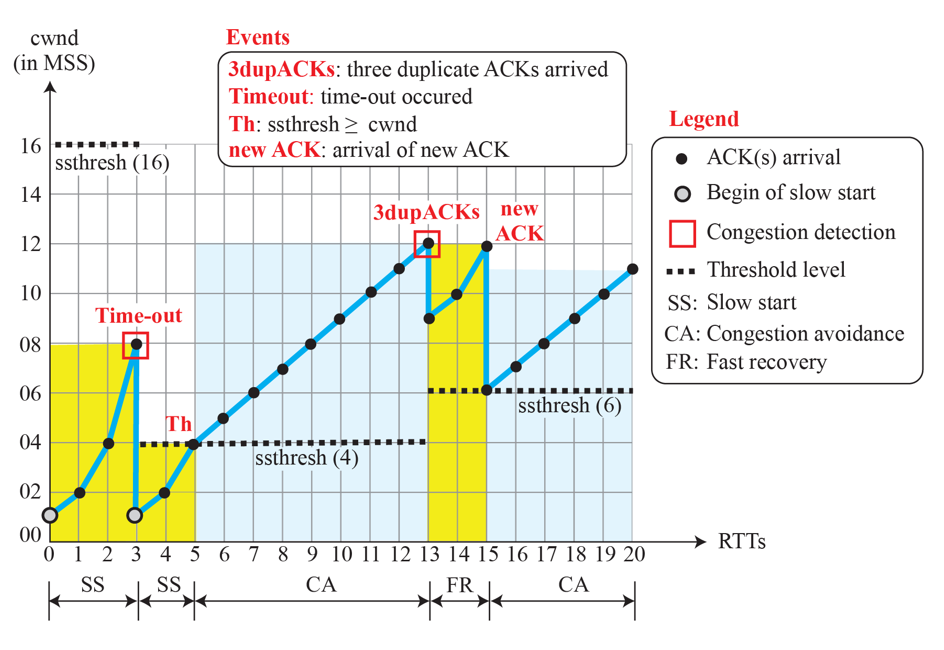 cwnd
(in MSS)
Events
3dupACKs: three duplicate ACKs arrived
Timeout: time-out occured
Th: ssthresh ≥ cwnd
new ACK: arrival of new ACK
Legend
ACK(s) arrival
Begin of slow start
Congestion detection
Threshold level
SS: Slow start
CA: Congestion avoidance
FR: Fast recovery
16
ssthresh (16)
14
3dupACKs
new
ACK
12
10
Time-out
08
06
ssthresh (6)
Th
04
ssthresh (4)
02
00
0 1 2 3 4 5 6 7 8 9 10 11 12 13 14 15 16 17 18 19 20
RTTs
SS SS CA FR CA